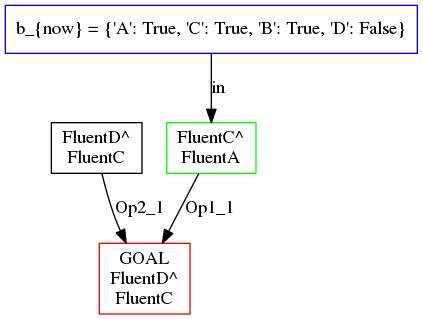 b_{now} = {'A': True, 'C': True, 'B': True, 'D': False}
in
FluentD^
FluentC
FluentC^
FluentA
Op2_1
Op1_1
GOAL
FluentD^
FluentC